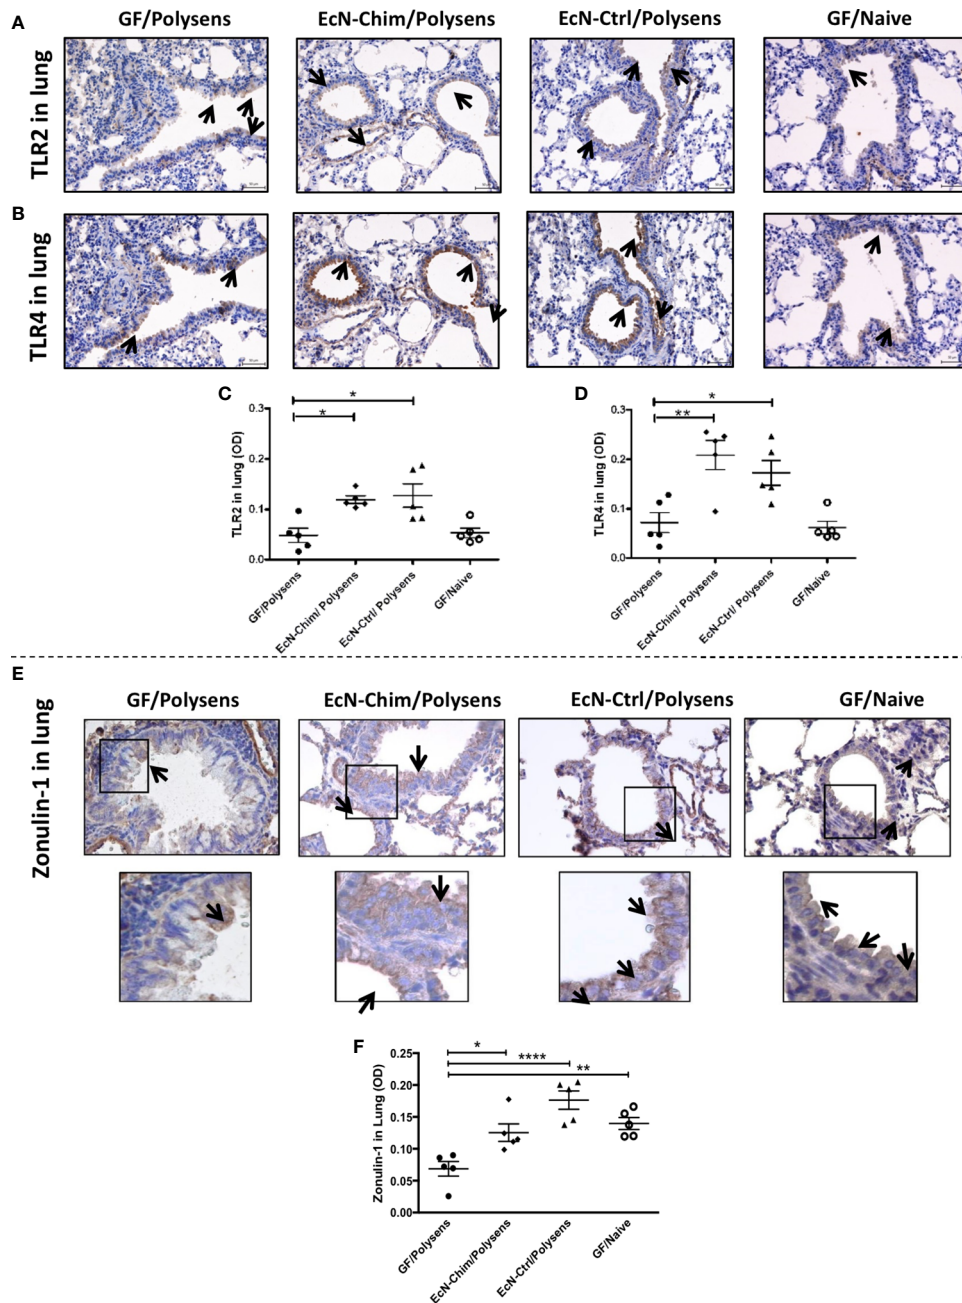 A
GF/Polysens
EcN-Chim/Polysens
EcN-Ctrl/Polysens
GF/Naive
TLR2 in lung
B
TLR4 in lung
C
*
*
TLR2 in lung (OD)
0.3
0.2
0.1
0.0
GF/Polysens
EcN-Chim/ Polysens
EcN-Ctrl/ Polysens
GF/Naive
D
*
**
TLR4 in lung (OD)
0.3
0.2
0.1
0.0
GF/Polysens
EcN-Chim/ Polysens
EcN-Ctrl/ Polysens
GF/Naive
E
GF/Polysens
EcN-Chim/Polysens
EcN-Ctrl/Polysens
GF/Naive
Zonulin-1 in lung
F
*
****
**
Zonulin-1 in Lung (OD)
0.25
0.20
0.15
0.10
0.05
0.00
GF/Polysens
EcN-Chim/Polysens
EcN-Ctrl/Polysens
GF/Naive